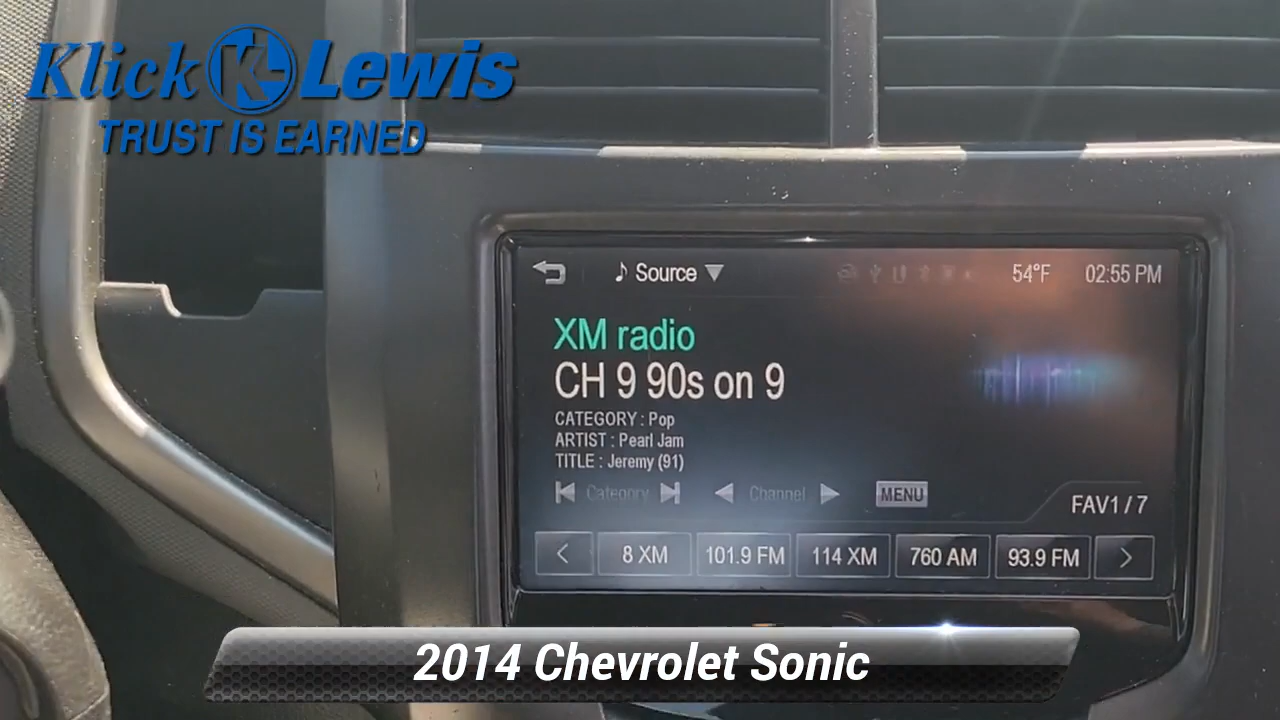 Klick KL Lewis
TRUST IS EARNED
Source 54°F 02:55 PM
XM radio
CH 9 90s on 9
CATEGORY : Pop
ARTIST : Pearl Jam
TITLE : Jeremy (91)
Category Channel MENU FAV1 / 7
< 8 XM 101.9 FM 114 XM 760 AM 93.9 FM >
2014 Chevrolet Sonic